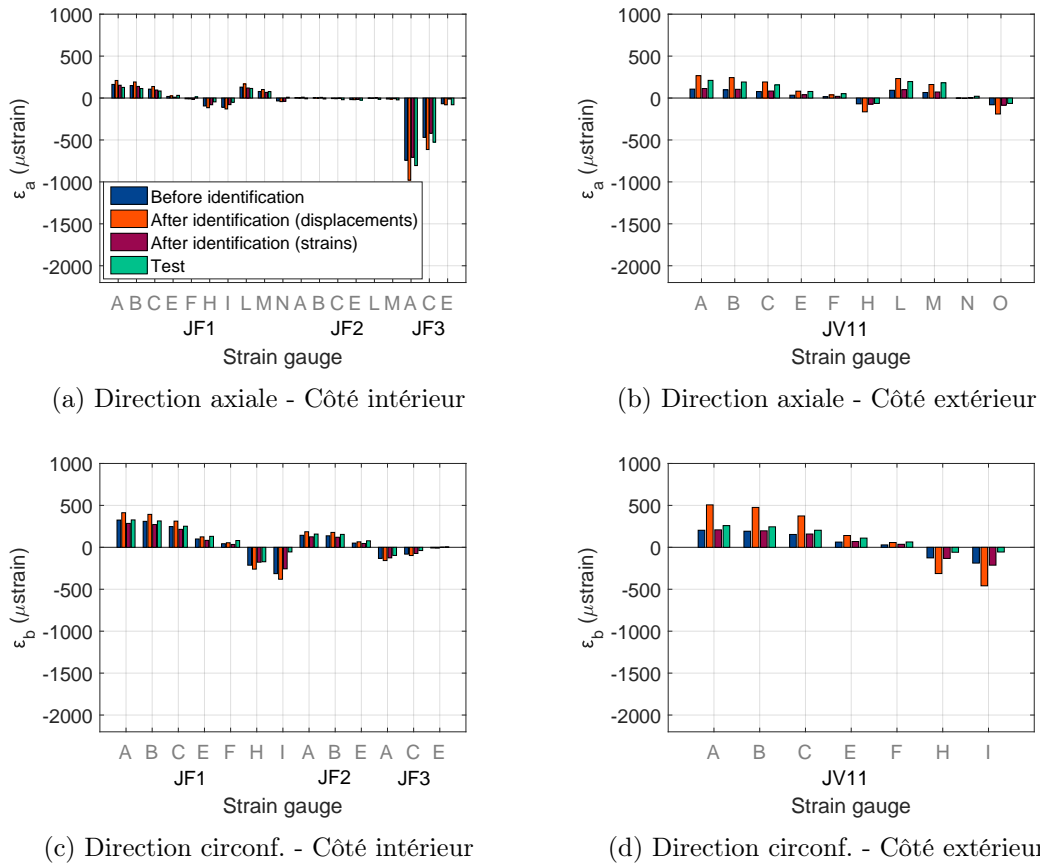 1000
500
0
-500
-1000
-1500
-2000
ε_a (μstrain)
Before identification
After identification (displacements)
After identification (strains)
Test
A B C E F H I L M N A B C E L M A C E
JF1 JF2 JF3
Strain gauge
(a) Direction axiale - Côté intérieur
1000
500
0
-500
-1000
-1500
-2000
ε_a (μstrain)
A B C E F H L M N O
JV11
Strain gauge
(b) Direction axiale - Côté extérieur
1000
500
0
-500
-1000
-1500
-2000
ε_b (μstrain)
A B C E F H I A B E A C E
JF1 JF2 JF3
Strain gauge
(c) Direction circonf. - Côté intérieur
1000
500
0
-500
-1000
-1500
-2000
ε_b (μstrain)
A B C E F H I
JV11
Strain gauge
(d) Direction circonf. - Côté extérieur